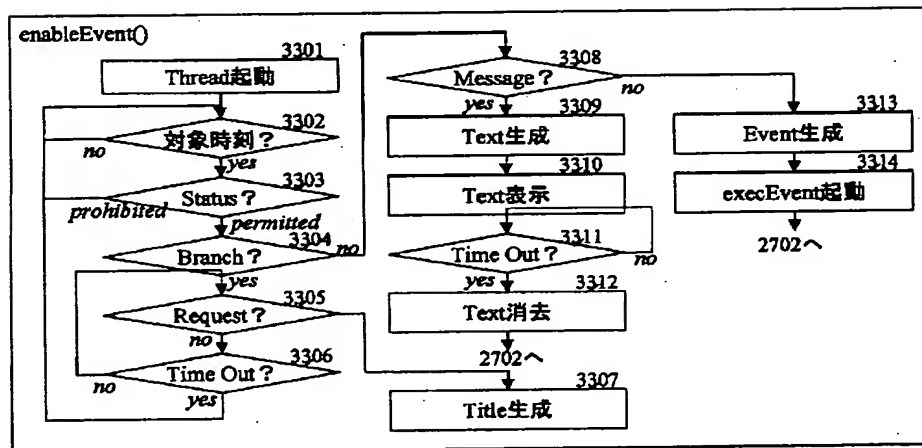 enableEvent()
3301
Thread起動
3302
対象時刻？
no
yes
3303
Status？
prohibited
permitted
3304
Branch？
no
yes
3305
Request？
no
3306
Time Out？
no
yes
3308
Message？
no
yes
3309
Text生成
3310
Text表示
3311
Time Out？
no
yes
3312
Text消去
2702へ
3307
Title生成
3313
Event生成
3314
execEvent起動
2702へ